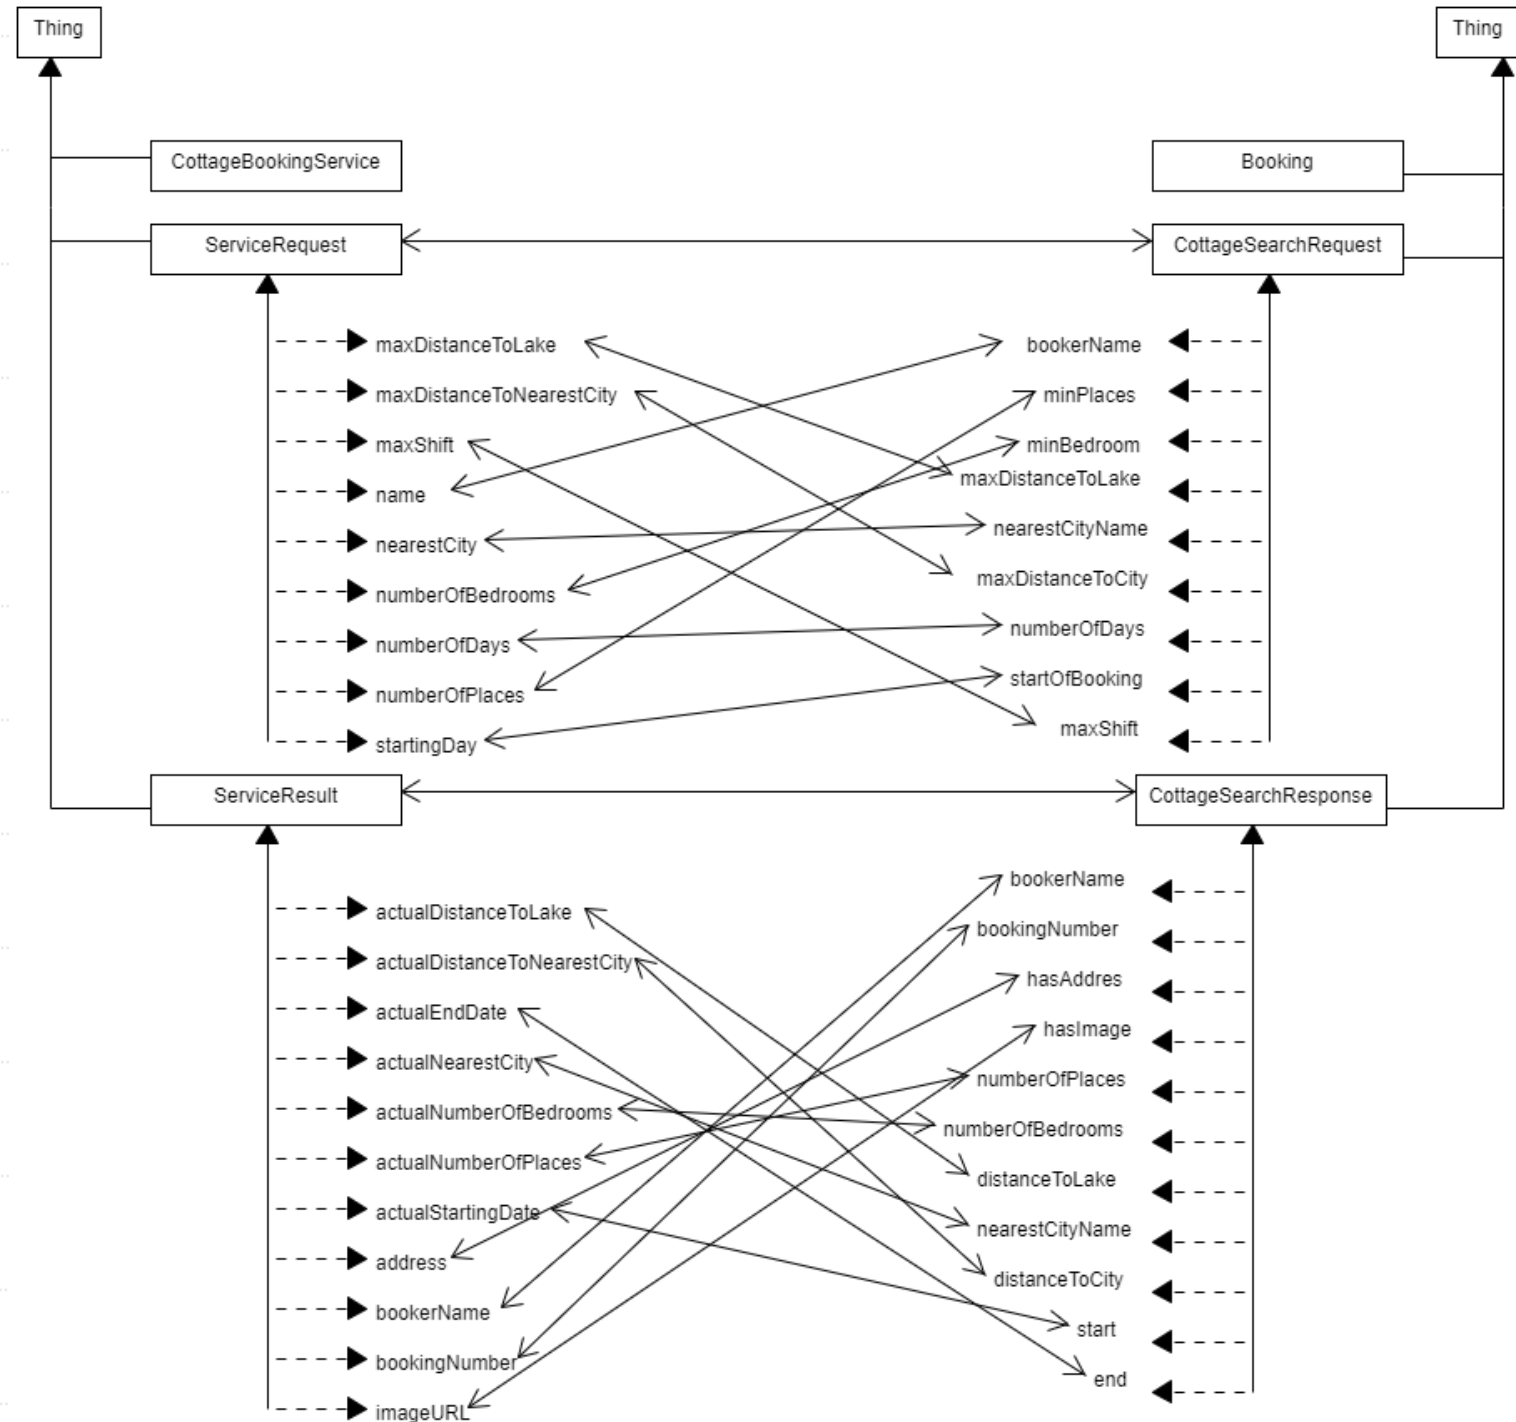 Thing
Thing
CottageBookingService
Booking
ServiceRequest
CottageSearchRequest
maxDistanceToLake
maxDistanceToNearestCity
maxShift
name
nearestCity
numberOfBedrooms
numberOfDays
numberOfPlaces
startingDay
bookerName
minPlaces
minBedroom
maxDistanceToLake
nearestCityName
maxDistanceToCity
numberOfDays
startOfBooking
maxShift
ServiceResult
CottageSearchResponse
actualDistanceToLake
actualDistanceToNearestCity
actualEndDate
actualNearestCity
actualNumberOfBedrooms
actualNumberOfPlaces
actualStartingDate
address
bookerName
bookingNumber
imageURL
bookerName
bookingNumber
hasAddres
hasImage
numberOfPlaces
numberOfBedrooms
distanceToLake
nearestCityName
distanceToCity
start
end